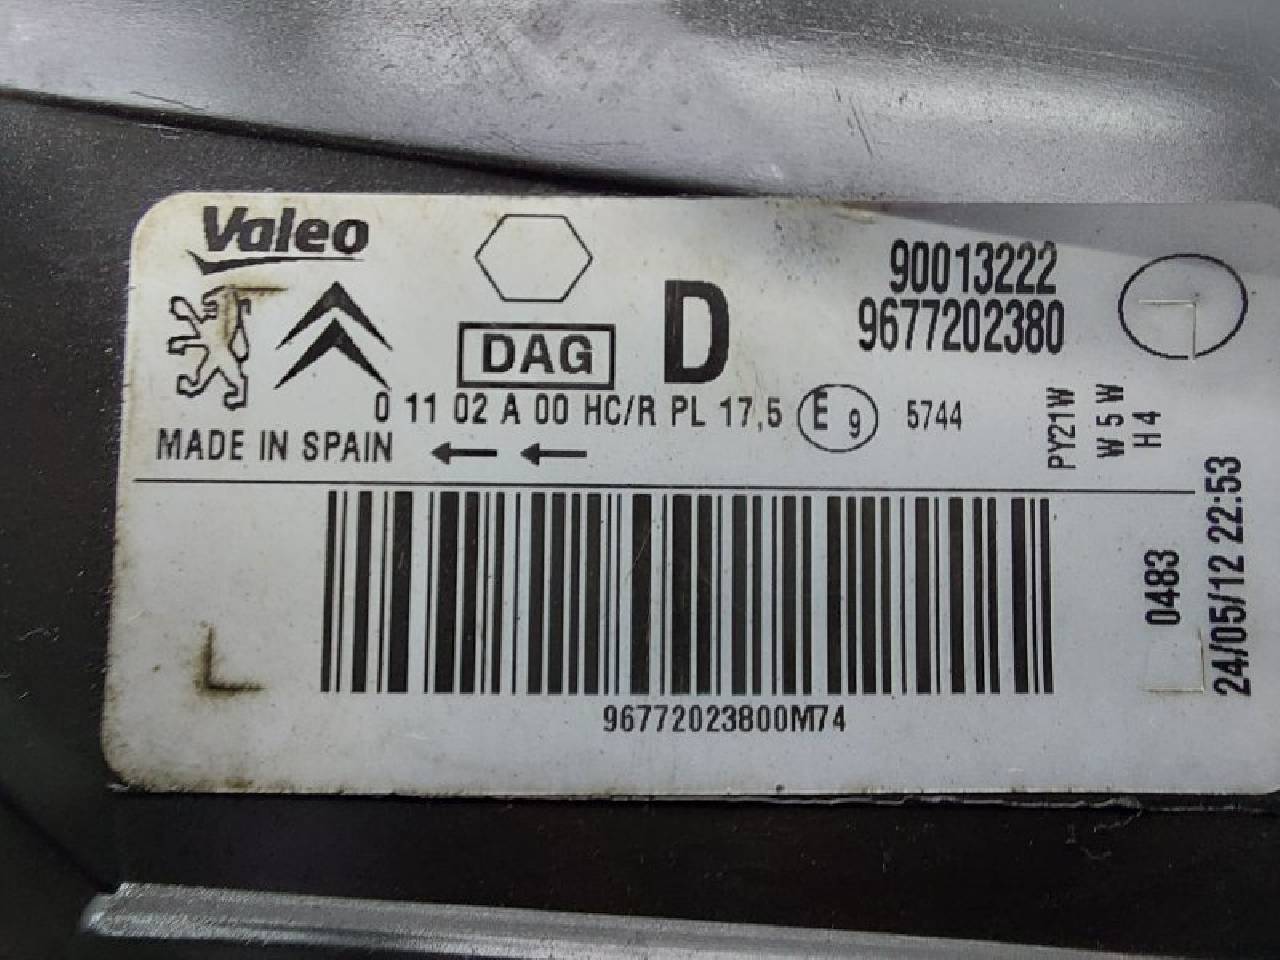 Valeo
90013222
9677202380
D
DAG
0 11 02 A 00 HC/R PL 17,5 E 9 5744
MADE IN SPAIN
PY21W
W5W
H4
0483
24/05/12 22:53
96772023800M74